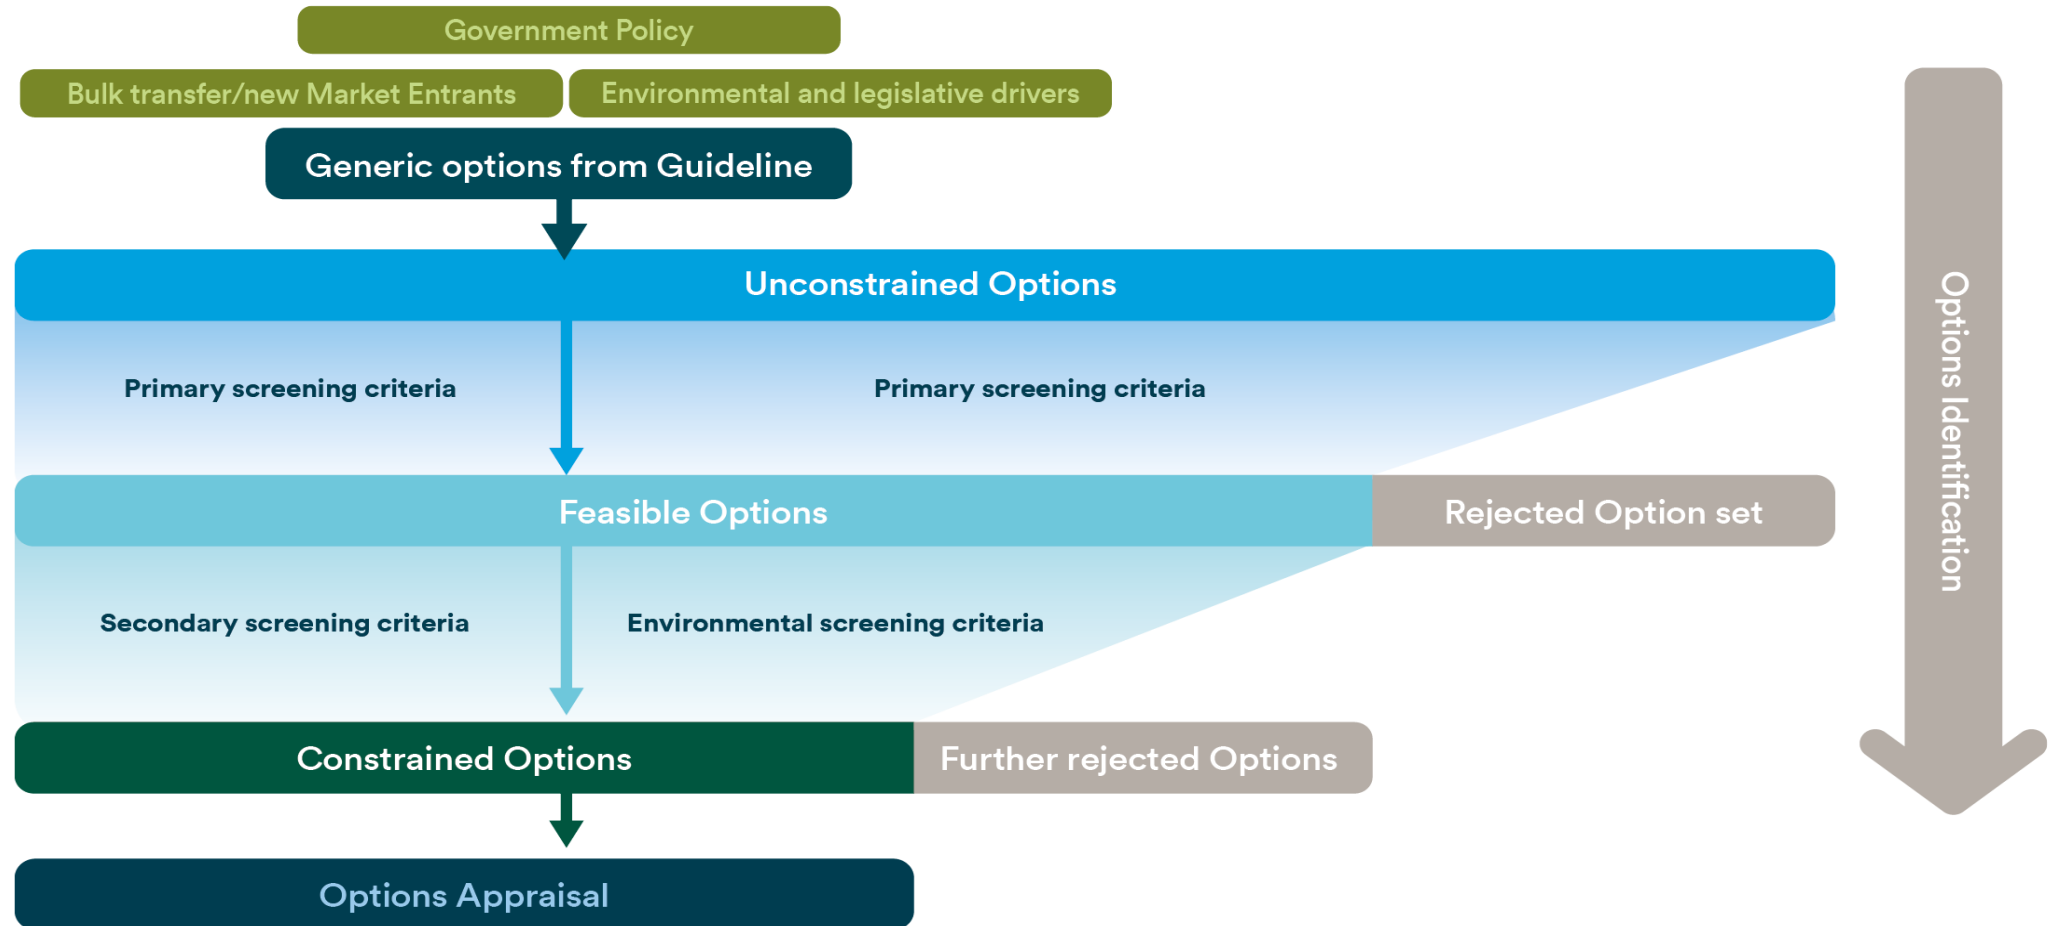 Government Policy
Bulk transfer/new Market Entrants
Environmental and legislative drivers
Generic options from Guideline
Unconstrained Options
Primary screening criteria
Primary screening criteria
Feasible Options
Rejected Option set
Secondary screening criteria
Environmental screening criteria
Constrained Options
Further rejected Options
Options Appraisal
Options Identification